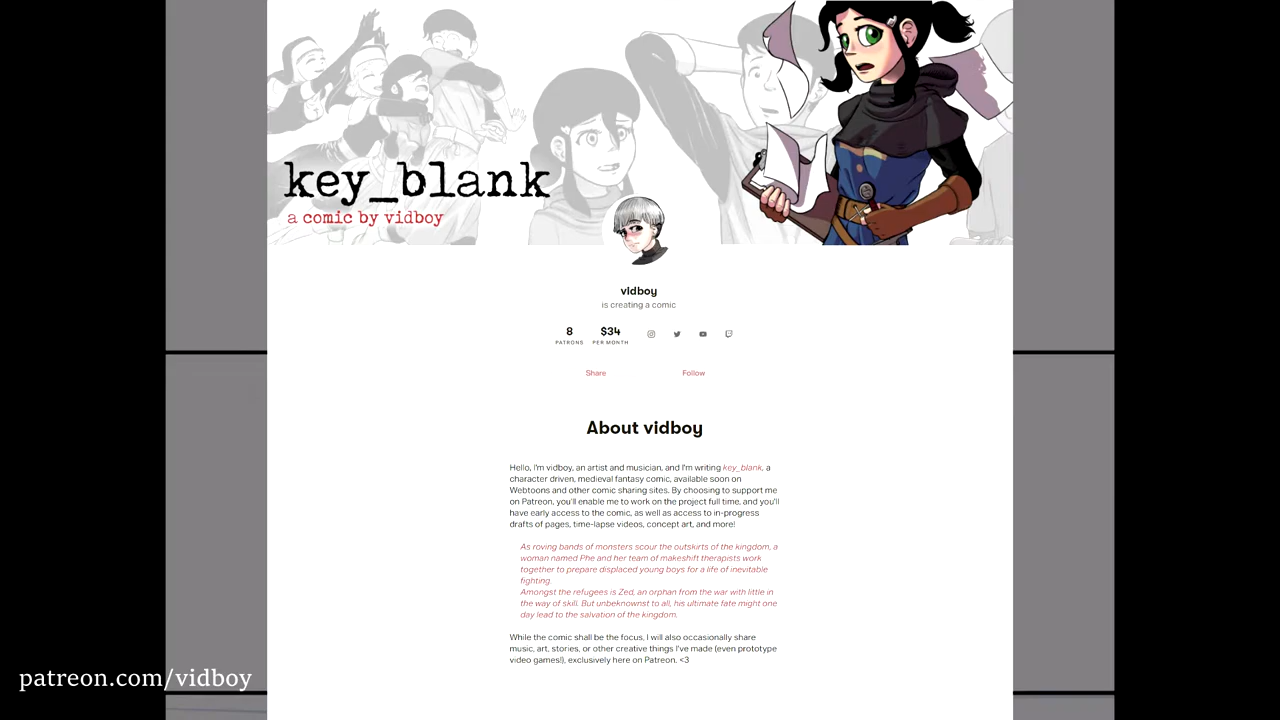 key_blank
a comic by vidboy
vidboy
is creating a comic
8 $34
PATRONS PER MONTH
Share Follow
About vidboy
Hello, I'm vidboy, an artist and musician, and I'm writing key_blank, a
character driven, medieval fantasy comic, available soon on
Webtoons and other comic sharing sites. By choosing to support me
on Patreon, you'll enable me to work on the project full time, and you'll
have early access to the comic, as well as access to in-progress
drafts of pages, time-lapse videos, concept art, and more!
As roving bands of monsters scour the outskirts of the kingdom, a
woman named Phe and her team of makeshift therapists work
together to prepare displaced young boys for a life of inevitable
fighting.
Amongst the refugees is Zed, an orphan from the war with little in
the way of skill. But unbeknownst to all, his ultimate fate might one
day lead to the salvation of the kingdom.
While the comic shall be the focus, I will also occasionally share
music, art, stories, or other creative things I've made (even prototype
video games!), exclusively here on Patreon. <3
patreon.com/vidboy